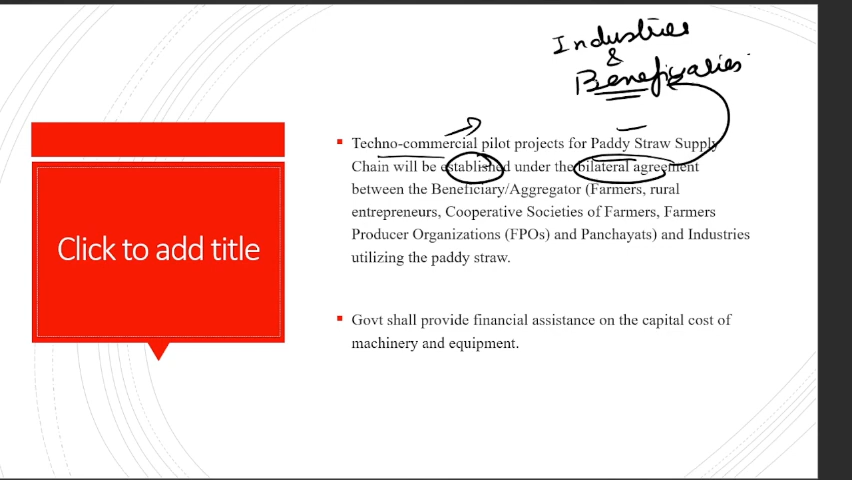 Industries
&
Beneficiaries
Techno-commercial pilot projects for Paddy Straw Supply
Chain will be established under the bilateral agreement
between the Beneficiary/Aggregator (Farmers, rural
entrepreneurs, Cooperative Societies of Farmers, Farmers
Producer Organizations (FPOs) and Panchayats) and Industries
utilizing the paddy straw.
Click to add title
Govt shall provide financial assistance on the capital cost of
machinery and equipment.